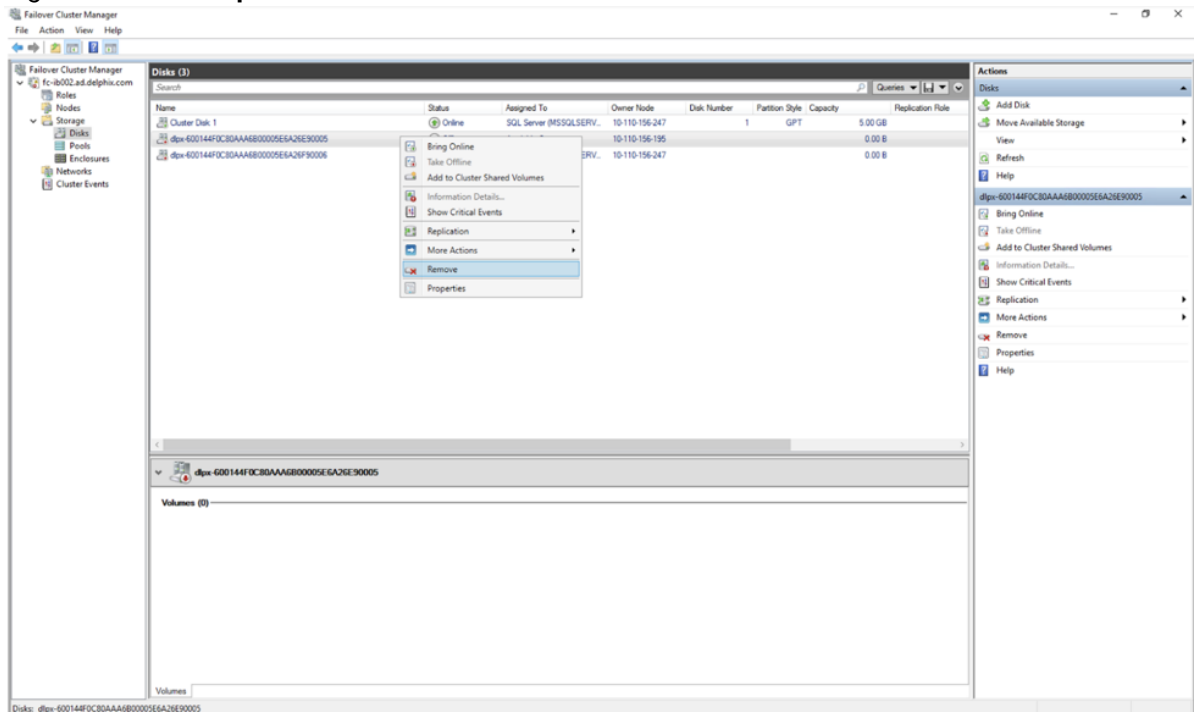 Failover Cluster Manager
File Action View Help
Failover Cluster Manager
fc-ib002.ad.delphix.com
Roles
Nodes
Storage
Disks
Pools
Enclosures
Networks
Cluster Events
Disks (3)
Search
Queries
Name Status Assigned To Owner Node Disk Number Partition Style Capacity Replication Role
Cluster Disk 1 Online SQL Server (MSSQLSERV... 10-110-156-247 1 GPT 5.00 GB
dlpx-600144F0C80AAA6B00005E6A26E90005 10-110-156-195 0.00 B
dlpx-600144F0C80AAA6B00005E6A26F90006 ERV... 10-110-156-247 0.00 B
Bring Online
Take Offline
Add to Cluster Shared Volumes
Information Details...
Show Critical Events
Replication
More Actions
Remove
Properties
dlpx-600144F0C80AAA6B00005E6A26E90005
Volumes (0)
Volumes
Actions
Disks
Add Disk
Move Available Storage
View
Refresh
Help
dlpx-600144F0C80AAA6B00005E6A26E90005
Bring Online
Take Offline
Add to Cluster Shared Volumes
Information Details...
Show Critical Events
Replication
More Actions
Remove
Properties
Help
Disks: dlpx-600144F0C80AAA6B00005E6A26E90005